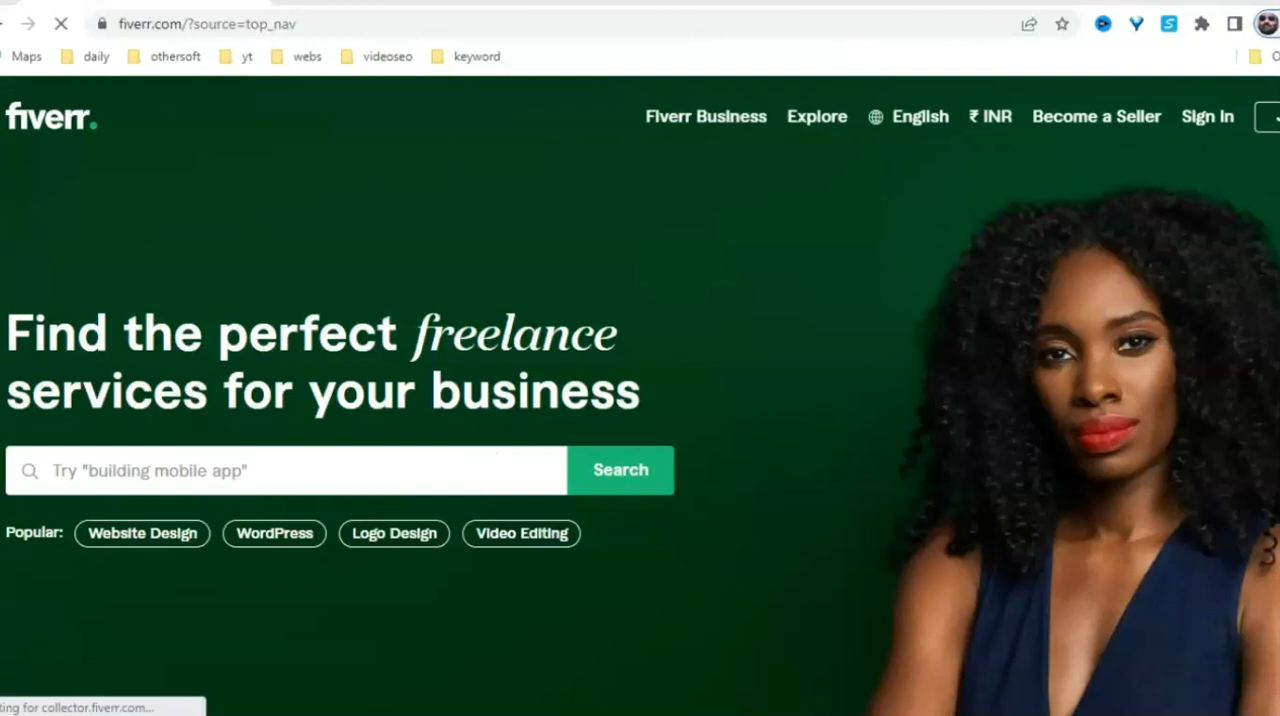 fiverr.com/?source=top_nav
Maps daily othersoft yt webs videoseo keyword
fiverr.
Fiverr Business Explore English ₹ INR Become a Seller Sign In
Find the perfect freelance
services for your business
Try "building mobile app" Search
Popular: Website Design WordPress Logo Design Video Editing
for collector.fiverr.com...